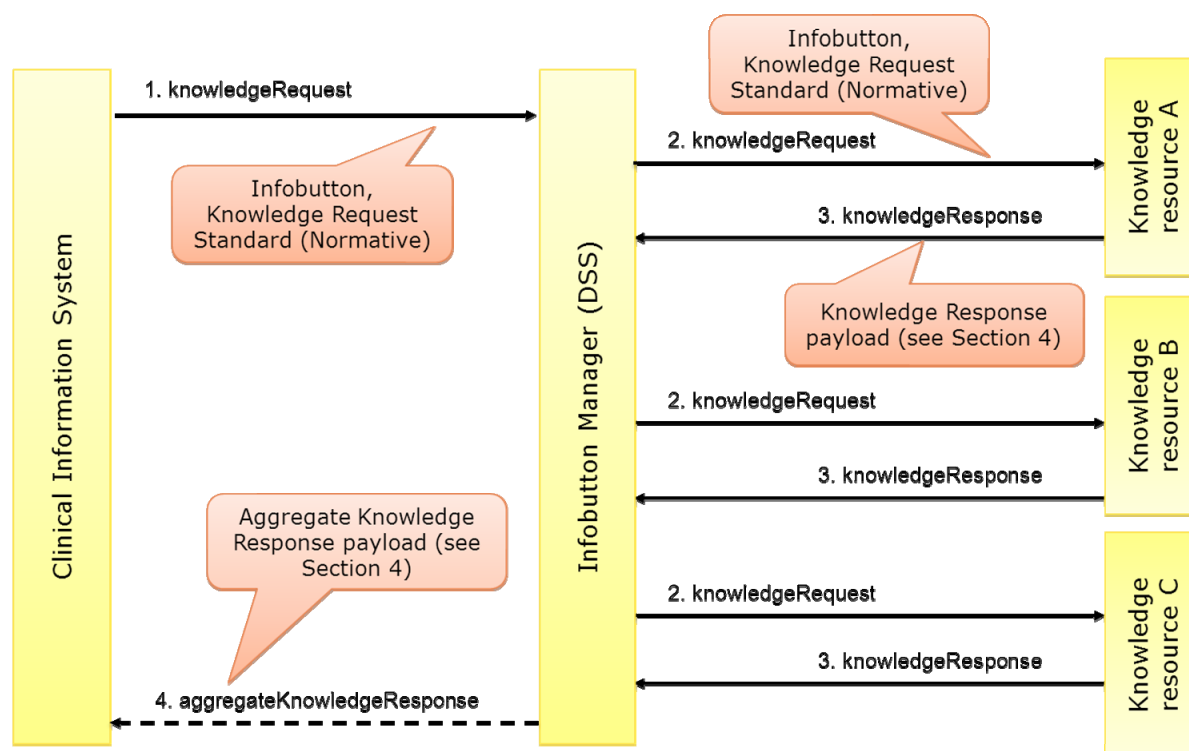 Infobutton,
Knowledge Request
Standard (Normative)
1. knowledgeRequest
2. knowledgeRequest
Infobutton,
Knowledge Request
Standard (Normative)
3. knowledgeResponse
Knowledge
resource A
Knowledge Response
payload (see Section 4)
Clinical Information System
Infobutton Manager (DSS)
2. knowledgeRequest
3. knowledgeResponse
Knowledge
resource B
Aggregate Knowledge
Response payload (see
Section 4)
2. knowledgeRequest
3. knowledgeResponse
Knowledge
resource C
4. aggregateKnowledgeResponse